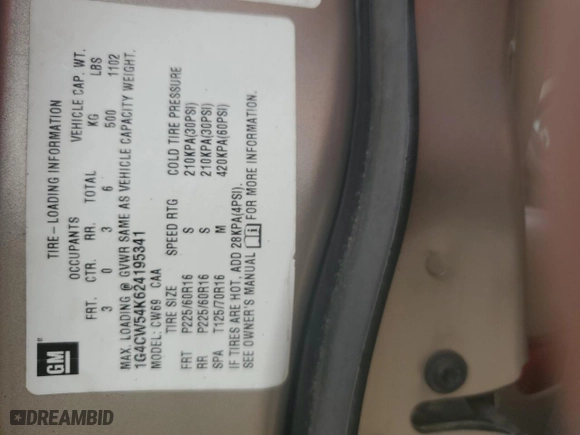 GM
TIRE-LOADING INFORMATION
OCCUPANTS VEHICLE CAP. WT.
FRT. CTR. RR. TOTAL KG LBS
3 0 3 6 500 1102
MAX. LOADING @ GVWR SAME AS VEHICLE CAPACITY WEIGHT.
1G4CW54K624195341
MODEL: CW69 CAA
TIRE SIZE SPEED RTG COLD TIRE PRESSURE
FRT P225/60R16 S 210KPA(30PSI)
RR P225/60R16 S 210KPA(30PSI)
SPA T125/70R16 M 420KPA(60PSI)
IF TIRES ARE HOT, ADD 28KPA(4PSI).
SEE OWNER'S MANUAL FOR MORE INFORMATION.
DREAMBID